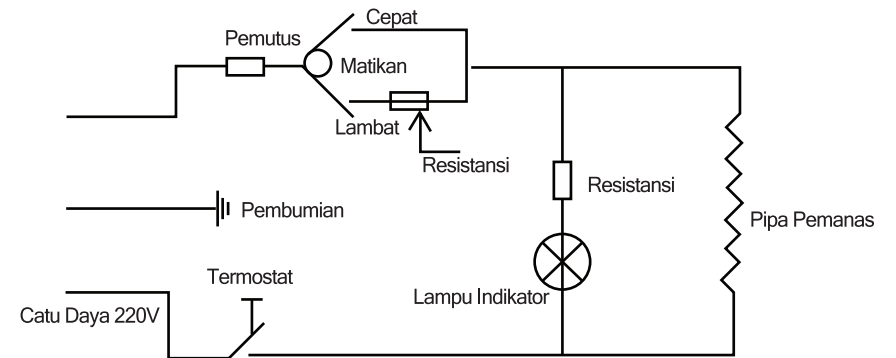 Cepat
Pemutus
Matikan
Lambat
Resistansi
Resistansi
Pembumian
Pipa Pemanas
Termostat
Lampu Indikator
Catu Daya 220V